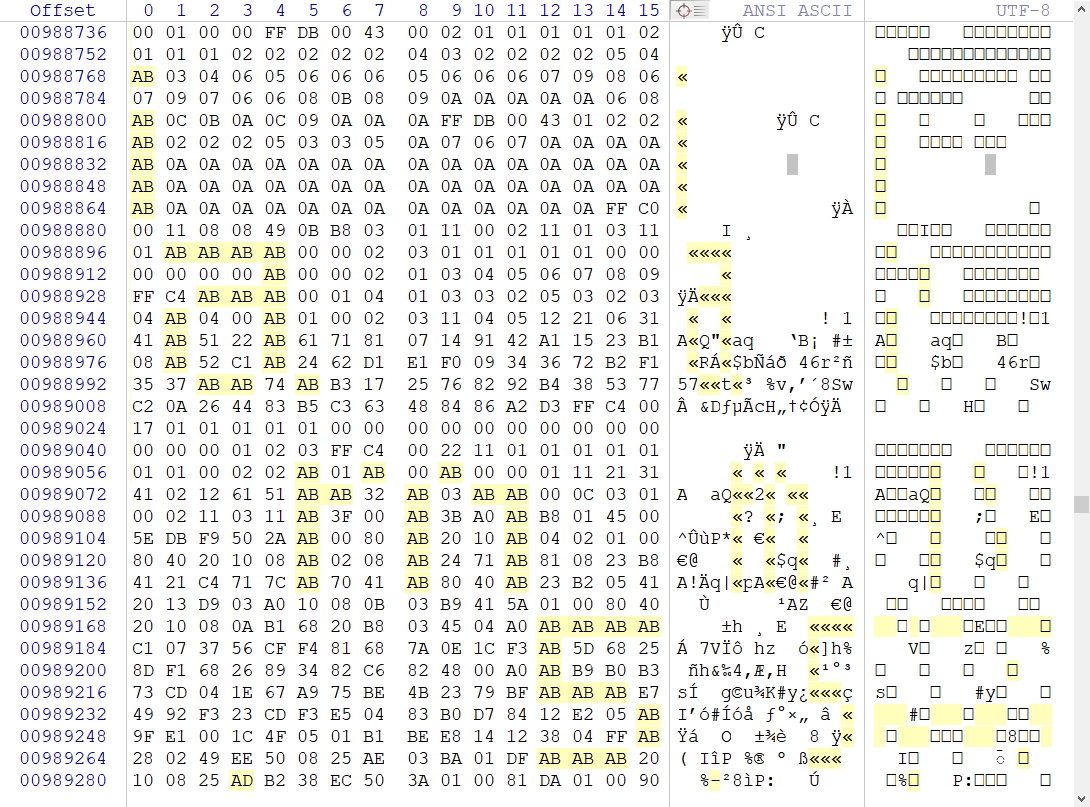 Offset 0 1 2 3 4 5 6 7 8 9 10 11 12 13 14 15 ANSI ASCII UTF-8
00988736 00 01 00 00 FF DB 00 43 00 02 01 01 01 01 01 02 ÿÛ C
00988752 01 01 01 02 02 02 02 02 04 03 02 02 02 02 05 04
00988768 AB 03 04 06 05 06 06 06 05 06 06 06 07 09 08 06 «
00988784 07 09 07 06 06 08 0B 08 09 0A 0A 0A 0A 0A 06 08
00988800 AB 0C 0B 0A 0C 09 0A 0A 0A FF DB 00 43 01 02 02 « ÿÛ C
00988816 AB 02 02 02 05 03 03 05 0A 07 06 07 0A 0A 0A 0A «
00988832 AB 0A 0A 0A 0A 0A 0A 0A 0A 0A 0A 0A 0A 0A 0A 0A «
00988848 AB 0A 0A 0A 0A 0A 0A 0A 0A 0A 0A 0A 0A 0A 0A 0A «
00988864 AB 0A 0A 0A 0A 0A 0A 0A 0A 0A 0A 0A 0A 0A FF C0 « ÿÀ
00988880 00 11 08 08 49 0B B8 03 01 11 00 02 11 01 03 11 I ¸ I
00988896 01 AB AB AB AB 00 00 02 03 01 01 01 01 01 00 00 ««««
00988912 00 00 00 00 AB 00 00 02 01 03 04 05 06 07 08 09 «
00988928 FF C4 AB AB AB 00 01 04 01 03 03 02 05 03 02 03 ÿÄ«««
00988944 04 AB 04 00 AB 01 00 02 03 11 04 05 12 21 06 31 « « ! 1 ! 1
00988960 41 AB 51 22 AB 61 71 81 07 14 91 42 A1 15 23 B1 A«Q"«aq ‘B¡ #± A aq B
00988976 08 AB 52 C1 AB 24 62 D1 E1 F0 09 34 36 72 B2 F1 «RÁ«$bÑáð 46r²ñ $b 46r
00988992 35 37 AB AB 74 AB B3 17 25 76 82 92 B4 38 53 77 57««t«³ %v‚’´8Sw Sw
00989008 C2 0A 26 44 83 B5 C3 63 48 84 86 A2 D3 FF C4 00 Â &DƒµÃcH„†¢ÓÿÄ H
00989024 17 01 01 01 01 01 00 00 00 00 00 00 00 00 00 00
00989040 00 00 00 01 02 03 FF C4 00 22 11 01 01 01 01 01 ÿÄ "
00989056 01 01 00 02 02 AB 01 AB 00 AB 00 00 01 11 21 31 « « « !1 !1
00989072 41 02 12 61 51 AB AB 32 AB 03 AB AB 00 0C 03 01 A aQ««2« «« A aQ
00989088 00 02 11 03 11 AB 3F 00 AB 3B A0 AB B8 01 45 00 «? «; «¸ E ; E
00989104 5E DB F9 50 2A AB 00 80 AB 20 10 AB 04 02 01 00 ^ÛùP*« €« « ^
00989120 80 40 20 10 08 AB 02 08 AB 24 71 AB 81 08 23 B8 €@ « «$q« #¸ $q
00989136 41 21 C4 71 7C AB 70 41 AB 80 40 AB 23 B2 05 41 A!Äq|«pA«€@«#² A q|
00989152 20 13 D9 03 A0 10 08 0B 03 B9 41 5A 01 00 80 40 Ù ¹AZ €@
00989168 20 10 08 0A B1 68 20 B8 03 45 04 A0 AB AB AB AB ±h ¸ E «««« E
00989184 C1 07 37 56 CF F4 81 68 7A 0E 1C F3 AB 5D 68 25 Á 7VÏô hz ó«]h% V z %
00989200 8D F1 68 26 89 34 82 C6 82 48 00 A0 AB B9 B0 B3 ñh&‰4‚Æ‚H «¹°³
00989216 73 CD 04 1E 67 A9 75 BE 4B 23 79 BF AB AB AB E7 sÍ g©u¾K#y¿«««ç s #y
00989232 49 92 F3 23 CD F3 E5 04 83 B0 D7 84 12 E2 05 AB I’ó#Íóå ƒ°×„ â « #
00989248 9F E1 00 1C 4F 05 01 B1 BE E8 14 12 38 04 FF AB Ÿá O ±¾è 8 ÿ« 8
00989264 28 02 49 EE 50 08 25 AE 03 BA 01 DF AB AB AB 20 ( IîP %® º ß««« I
00989280 10 08 25 AD B2 38 EC 50 3A 01 00 81 DA 01 00 90 %-²8ìP: Ú % P: